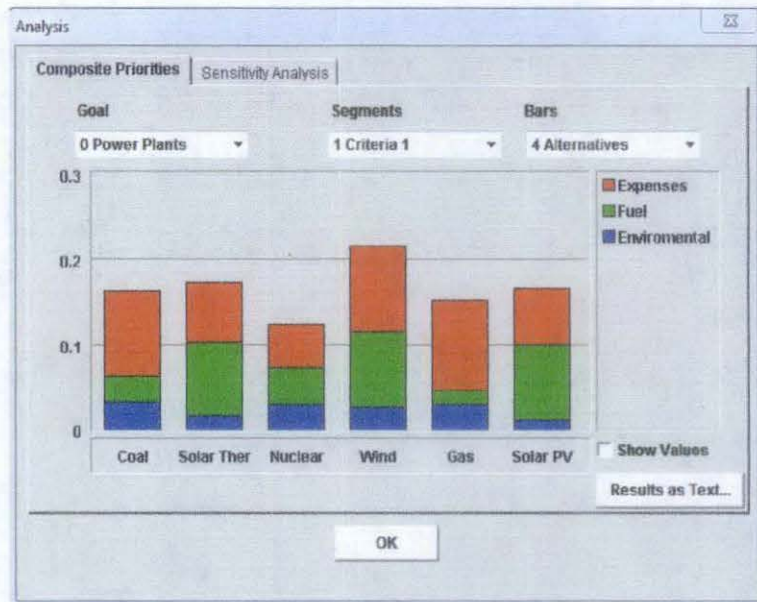 Analysis
Composite Priorities
Sensitivity Analysis
Goal
Segments
Bars
0 Power Plants
1 Criteria 1
4 Alternatives
0.3
0.2
0.1
0
Expenses
Fuel
Enviromental
Coal
Solar Ther
Nuclear
Wind
Gas
Solar PV
Show Values
Results as Text...
OK